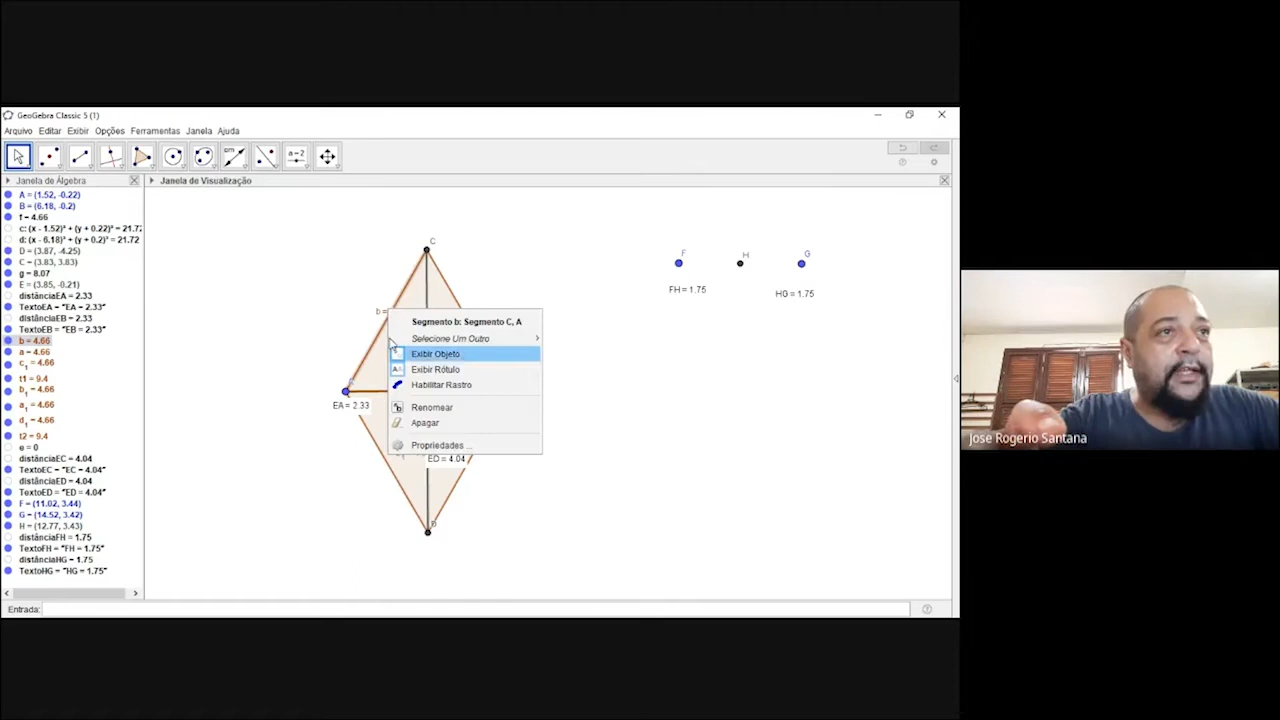 GeoGebra Classic 5 (1)
Arquivo Editar Exibir Opções Ferramentas Janela Ajuda
a=2
Janela de Álgebra
Janela de Visualização
A = (1.52, -0.22)
B = (6.18, -0.2)
f = 4.66
c: (x - 1.52)² + (y + 0.22)² = 21.72
d: (x - 6.18)² + (y + 0.2)² = 21.72
D = (3.87, -4.25)
C = (3.83, 3.83)
g = 8.07
E = (3.85, -0.21)
distânciaEA = 2.33
TextoEA = "EA = 2.33"
distânciaEB = 2.33
TextoEB = "EB = 2.33"
b = 4.66
a = 4.66
c₁ = 4.66
t1 = 9.4
b₁ = 4.66
a₁ = 4.66
d₁ = 4.66
t2 = 9.4
e = 0
distânciaEC = 4.04
TextoEC = "EC = 4.04"
distânciaED = 4.04
TextoED = "ED = 4.04"
F = (11.02, 3.44)
G = (14.52, 3.42)
H = (12.77, 3.43)
distânciaFH = 1.75
TextoFH = "FH = 1.75"
distânciaHG = 1.75
TextoHG = "HG = 1.75"
C
b =
EA = 2.33
ED = 4.04
D
F
H
G
FH = 1.75
HG = 1.75
Segmento b: Segmento C, A
Selecione Um Outro
Exibir Objeto
Exibir Rótulo
Habilitar Rastro
Renomear
Apagar
Propriedades ...
Entrada:
Jose Rogerio Santana